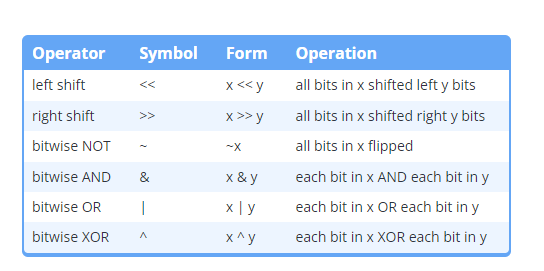 Operator Symbol Form Operation
left shift << x << y all bits in x shifted left y bits
right shift >> x >> y all bits in x shifted right y bits
bitwise NOT ~ ~x all bits in x flipped
bitwise AND & x & y each bit in x AND each bit in y
bitwise OR | x | y each bit in x OR each bit in y
bitwise XOR ^ x ^ y each bit in x XOR each bit in y